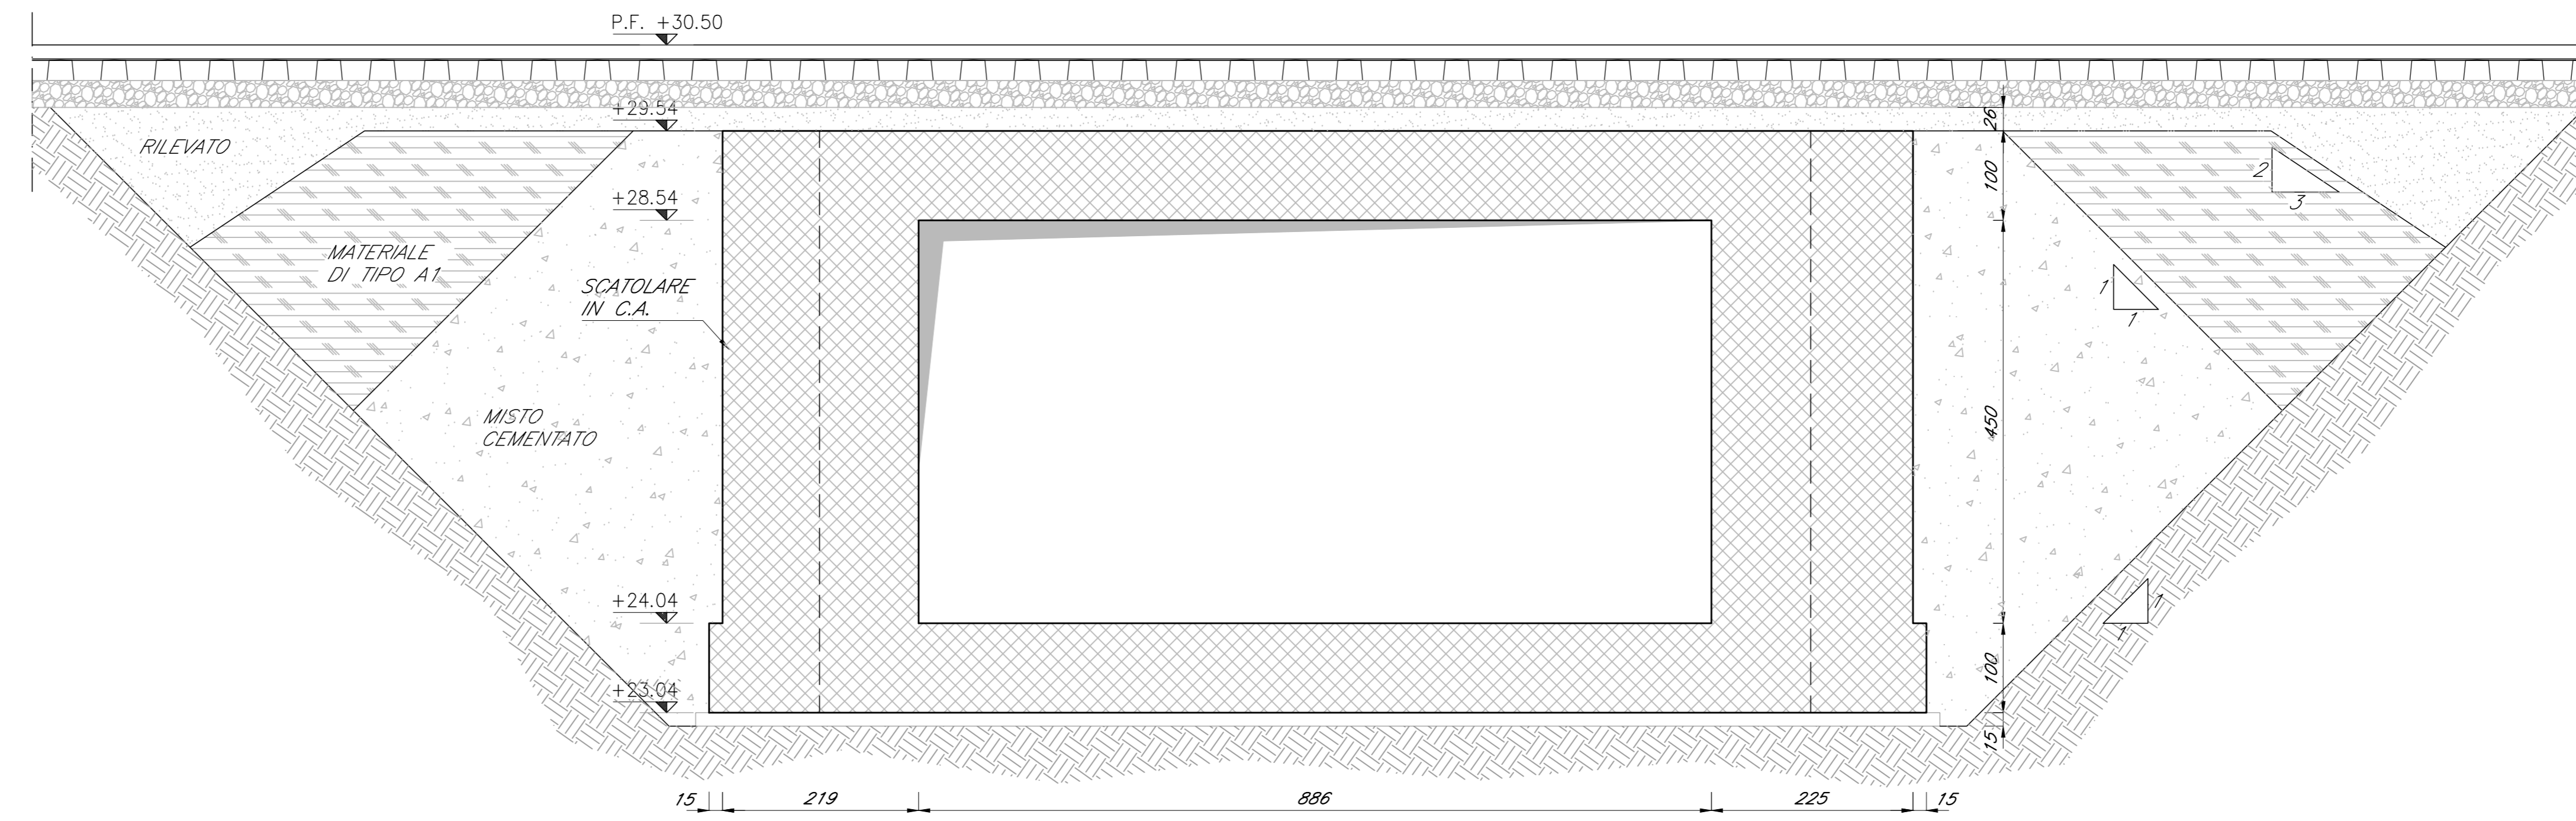 P.F. +30.50
+29.54
26
RILEVATO
100
2
3
+28.54
MATERIALE
DI TIPO A1
SCATOLARE
IN C.A.
1
1
MISTO
CEMENTATO
450
+24.04
1
1
+23.04
100
15
15
219
886
225
15